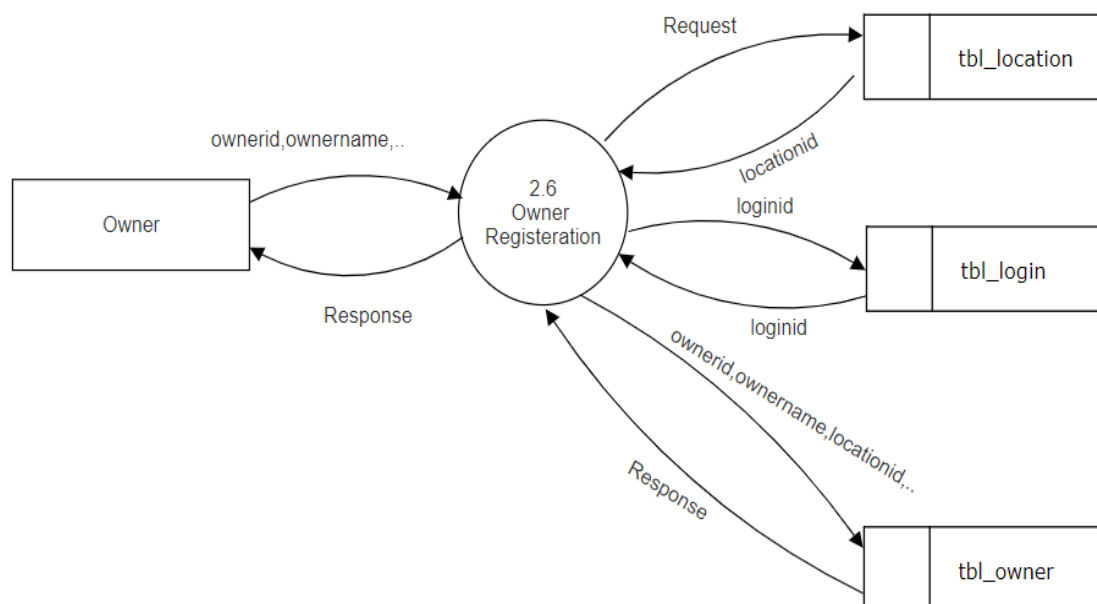 Request
tbl_location
ownerid,ownername,..
locationid
2.6
Owner
Registeration
Owner
loginid
tbl_login
Response
loginid
ownerid,ownername,locationid,..
Response
tbl_owner